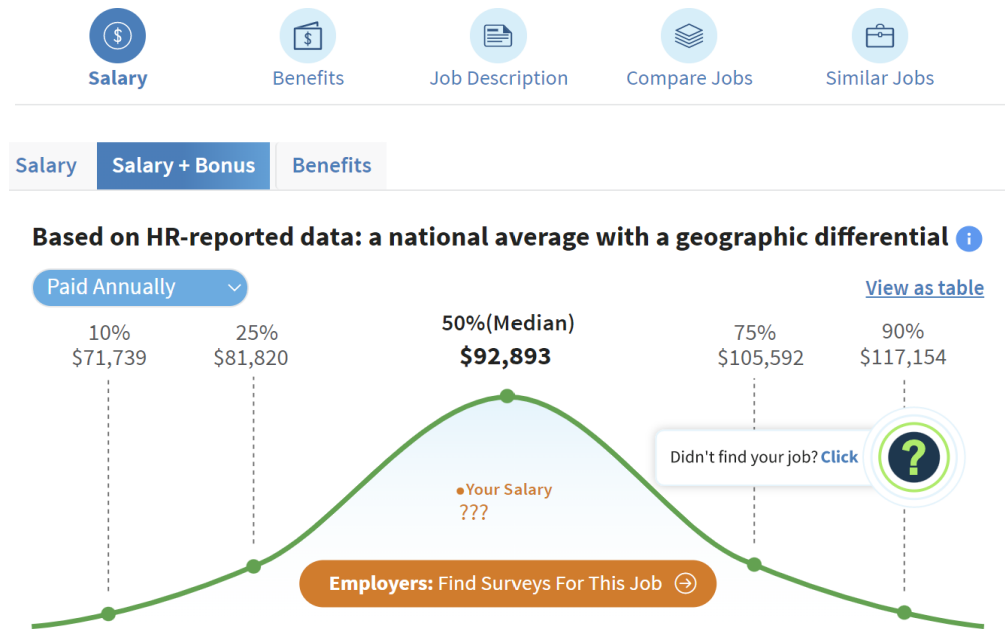 Salary
Benefits
Job Description
Compare Jobs
Similar Jobs
Salary
Salary + Bonus
Benefits
Based on HR-reported data: a national average with a geographic differential
Paid Annually
View as table
10%
$71,739
25%
$81,820
50%(Median)
$92,893
75%
$105,592
90%
$117,154
Didn't find your job? Click
?
Your Salary
???
Employers: Find Surveys For This Job